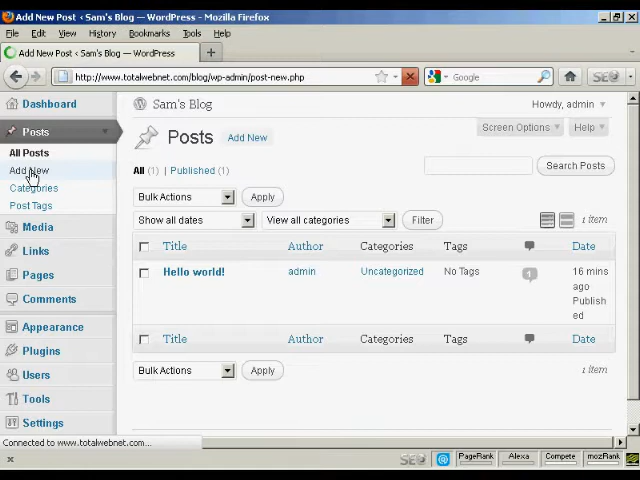 Add New Post ‹ Sam's Blog — WordPress - Mozilla Firefox
File Edit View History Bookmarks Tools Help
Add New Post ‹ Sam's Blog — WordPress +
http://www.totalwebnet.com/blog/wp-admin/post-new.php Google SEO
Dashboard
Posts
All Posts
Add New
Categories
Post Tags
Media
Links
Pages
Comments
Appearance
Plugins
Users
Tools
Settings
Sam's Blog Howdy, admin
Screen Options Help
Posts Add New
All (1) | Published (1) Search Posts
Bulk Actions Apply
Show all dates View all categories Filter 1 item
Title Author Categories Tags Date
Hello world! admin Uncategorized No Tags 1 16 mins
ago
Publish
ed
Title Author Categories Tags Date
Bulk Actions Apply 1 item
Connected to www.totalwebnet.com...
× SEO PageRank Alexa Compete mozRank